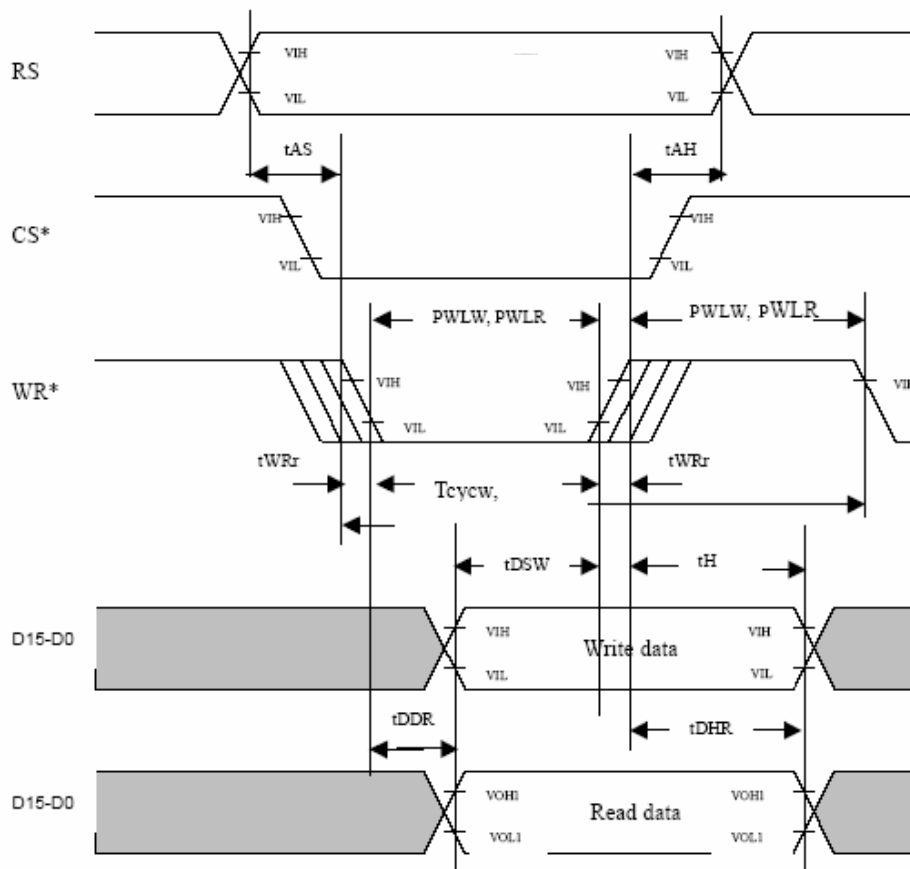 RS
VIH
VIH
VIL
VIL
tAS
tAH
CS*
VIH
VIH
VIL
VIL
PWLW, PWLR
PWLW, pWLR
WR*
VIH
VIH
VIL
VIL
tWRr
Tcycw,
tWRr
tDSW
tH
D15-D0
VIH
VIH
Write data
VIL
VIL
tDDR
tDHR
D15-D0
VOH1
VOH1
Read data
VOL1
VOL1